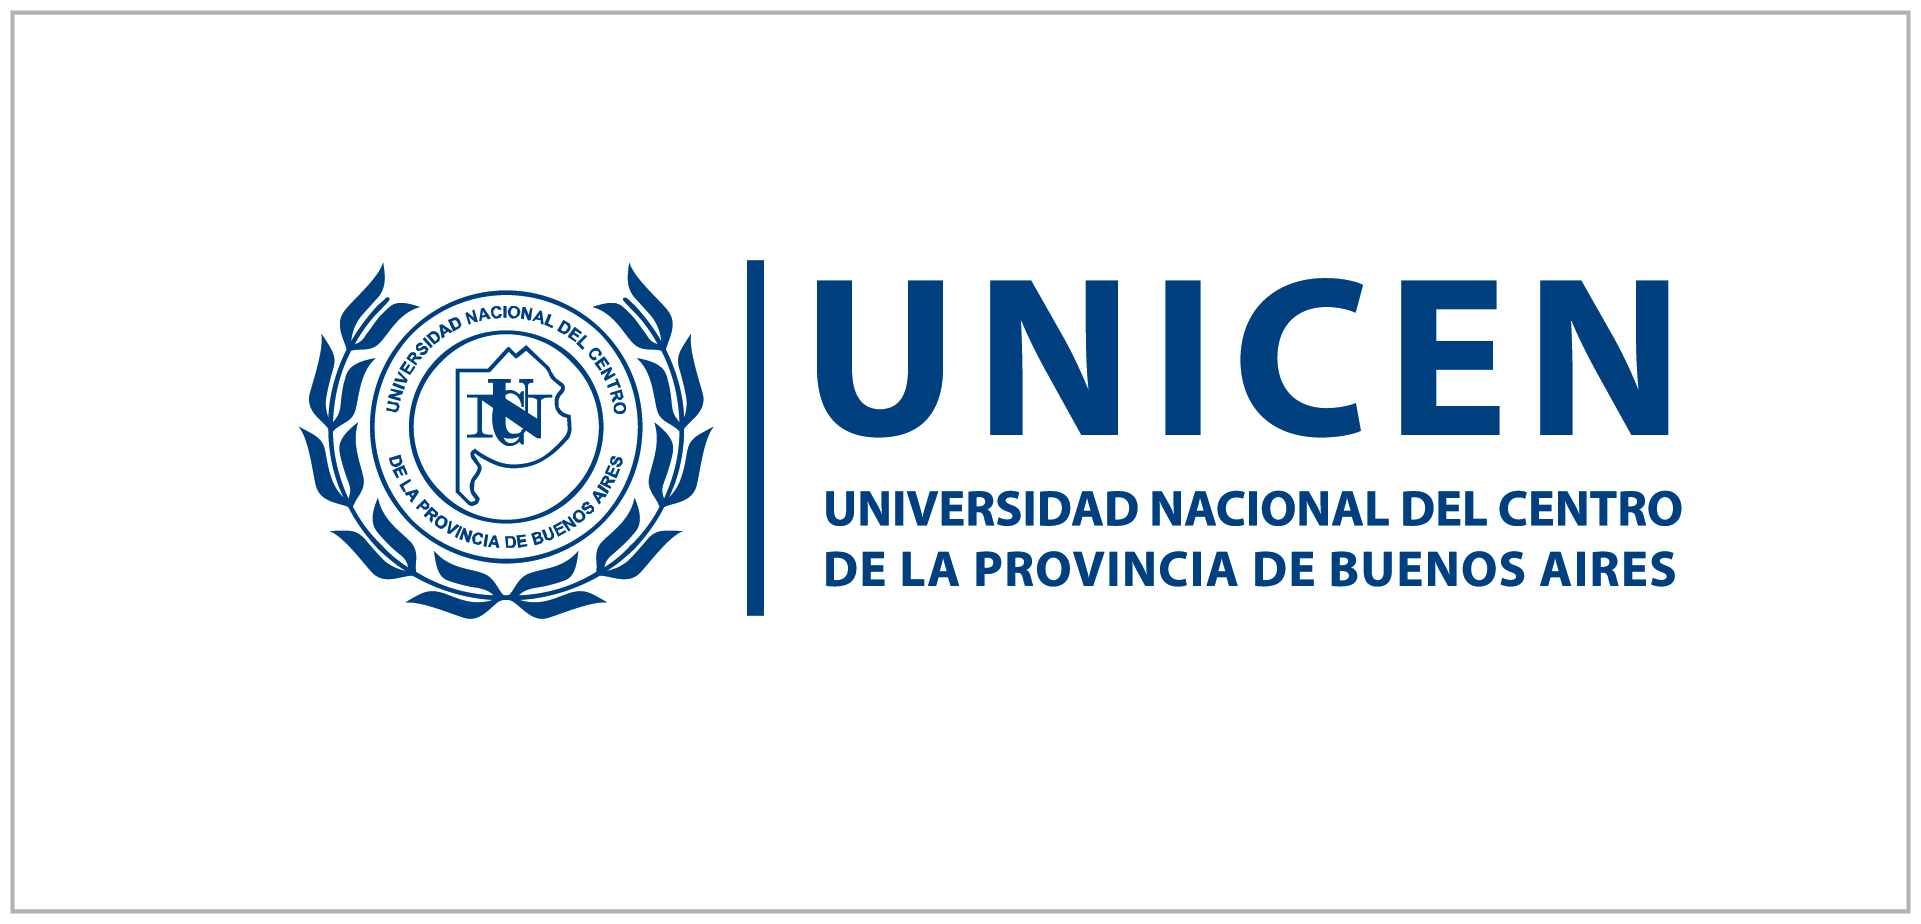 UNIVERSIDAD NACIONAL DEL CENTRO
DE LA PROVINCIA DE BUENOS AIRES
UNC
UNICEN
UNIVERSIDAD NACIONAL DEL CENTRO
DE LA PROVINCIA DE BUENOS AIRES